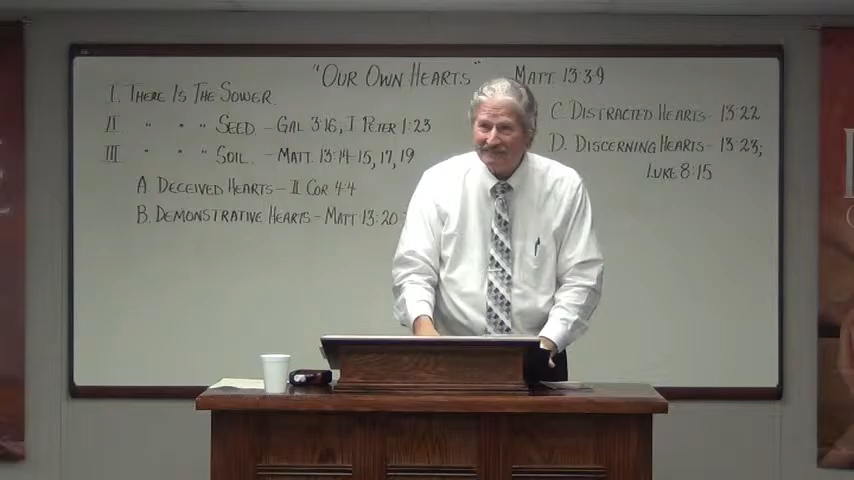 "Our Own Hearts" Matt. 13:3-9
I. There Is The Sower.
II " " " Seed - Gal 3:16, I Peter 1:23
III " " " Soil. - Matt. 13:14-15, 17, 19
A. Deceived Hearts - II Cor 4:4
B. Demonstrative Hearts - Matt 13:20
C. Distracted Hearts - 13:22
D. Discerning Hearts - 13:23;
Luke 8:15